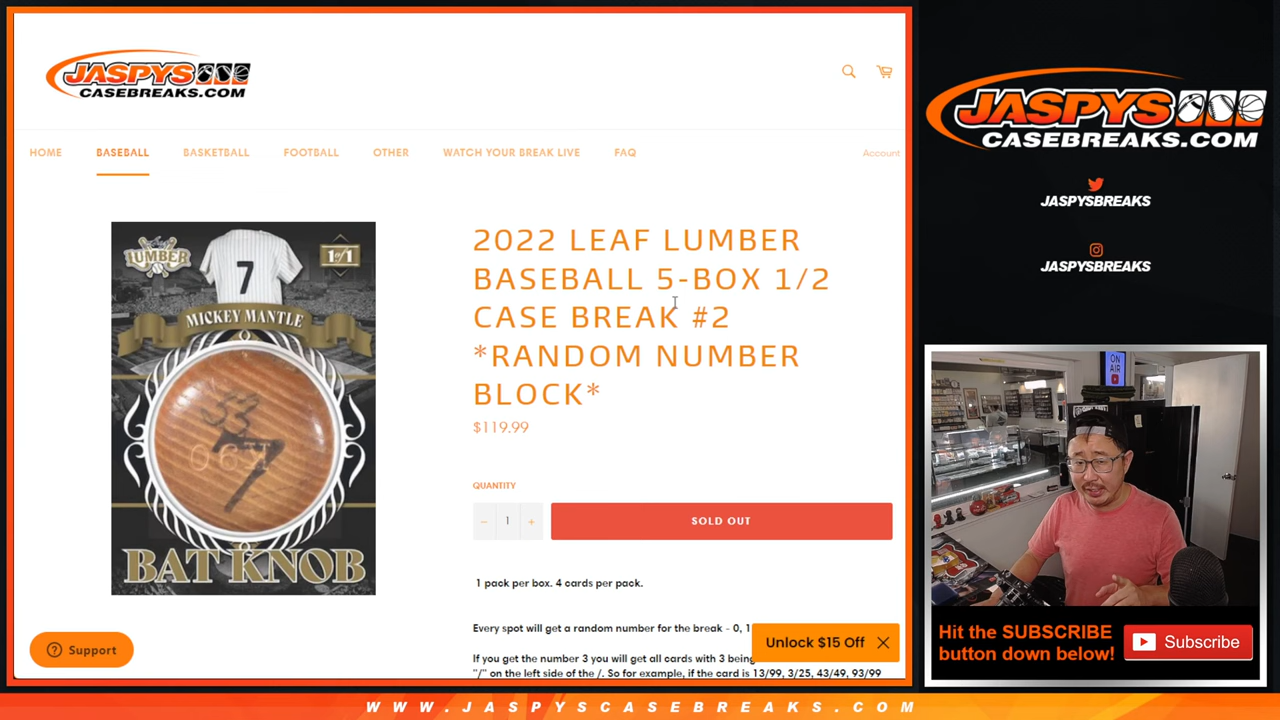 JASPYS
CASEBREAKS.COM
HOME BASEBALL BASKETBALL FOOTBALL OTHER WATCH YOUR BREAK LIVE FAQ Account
LUMBER
7
1of1
MICKEY MANTLE
BAT KNOB
2022 LEAF LUMBER
BASEBALL 5-BOX 1/2
CASE BREAK #2
*RANDOM NUMBER
BLOCK*
$119.99
QUANTITY
− 1 +
SOLD OUT
1 pack per box. 4 cards per pack.
Every spot will get a random number for the break - 0, 1
If you get the number 3 you will get all cards with 3 being
"/" on the left side of the /. So for example, if the card is 13/99, 3/25, 43/49, 93/99
Support
Unlock $15 Off
JASPYS
CASEBREAKS.COM
JASPYSBREAKS
JASPYSBREAKS
ON
AIR
Hit the SUBSCRIBE
button down below!
Subscribe
WWW.JASPYSCASEBREAKS.COM